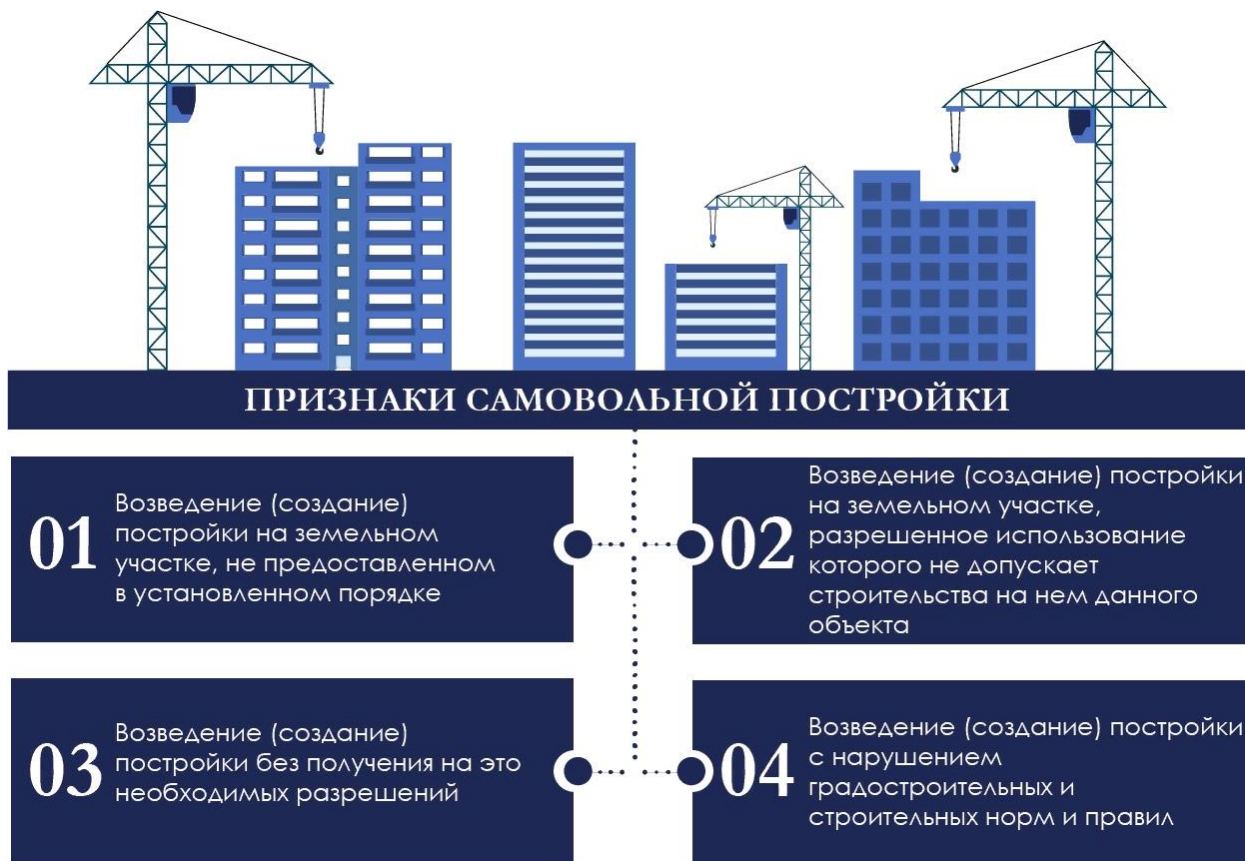 ПРИЗНАКИ САМОВОЛЬНОЙ ПОСТРОЙКИ
01
Возведение (создание)
постройки на земельном
участке, не предоставленном
в установленном порядке
02
Возведение (создание) постройки
на земельном участке,
разрешенное использование
которого не допускает
строительства на нем данного
объекта
03
Возведение (создание)
постройки без получения на это
необходимых разрешений
04
Возведение (создание) постройки
с нарушением
градостроительных и
строительных норм и правил